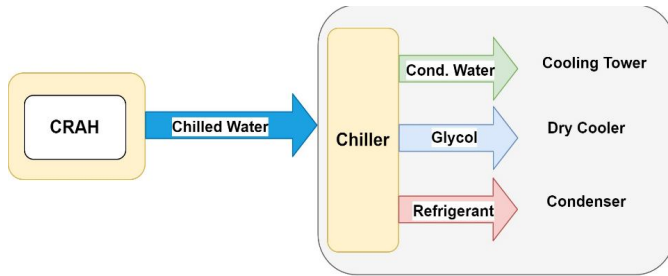 CRAH
Chilled Water
Chiller
Cond. Water
Cooling Tower
Glycol
Dry Cooler
Refrigerant
Condenser